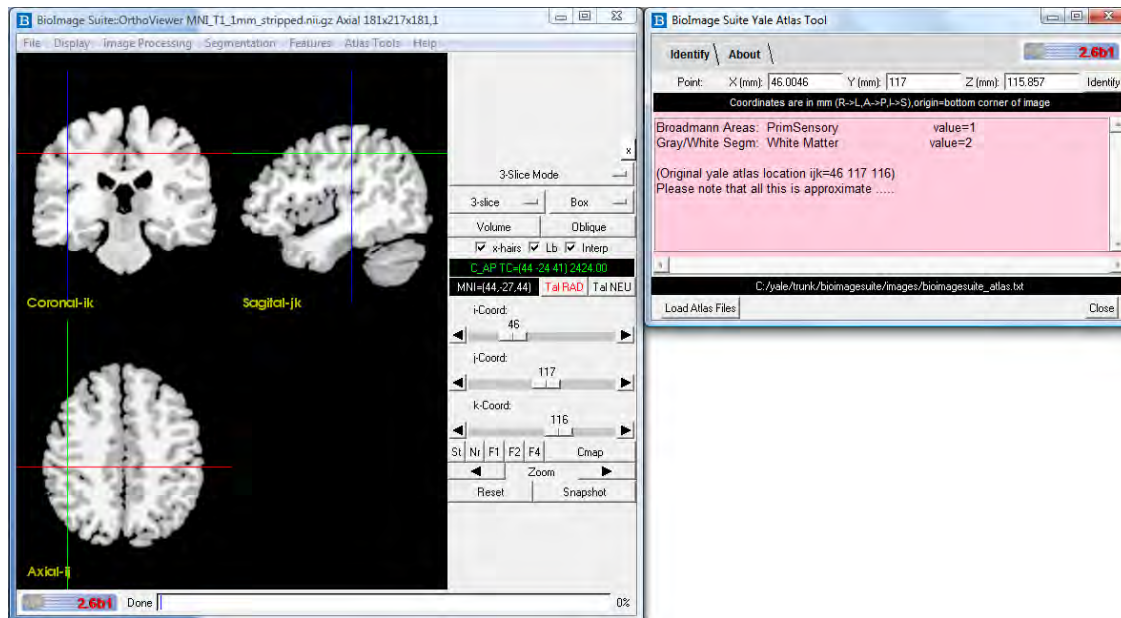 BioImage Suite::OrthoViewer MNI_T1_1mm_stripped.nii.gz Axial 181x217x181,1
File Display Image Processing Segmentation Features Atlas Tools Help
Coronal-ik
Sagital-jk
Axial-ij
x
3-Slice Mode
3-slice Box
Volume Oblique
x-hairs Lb Interp
C_AP TC=(44 -24 41) 2424.00
MNI=(44,-27,44) Tal RAD Tal NEU
i-Coord:
46
j-Coord:
117
k-Coord:
116
St Nr F1 F2 F4 Cmap
Zoom
Reset Snapshot
2.6b1 Done 0%
BioImage Suite Yale Atlas Tool
Identify About 2.6b1
Point: X (mm): 46.0046 Y (mm): 117 Z (mm): 115.857 Identify
Coordinates are in mm (R->L,A->P,I->S),origin=bottom corner of image
Broadmann Areas: PrimSensory value=1
Gray/White Segm: White Matter value=2
(Original yale atlas location ijk=46 117 116)
Please note that all this is approximate .....
C:/yale/trunk/bioimagesuite/images/bioimagesuite_atlas.txt
Load Atlas Files Close